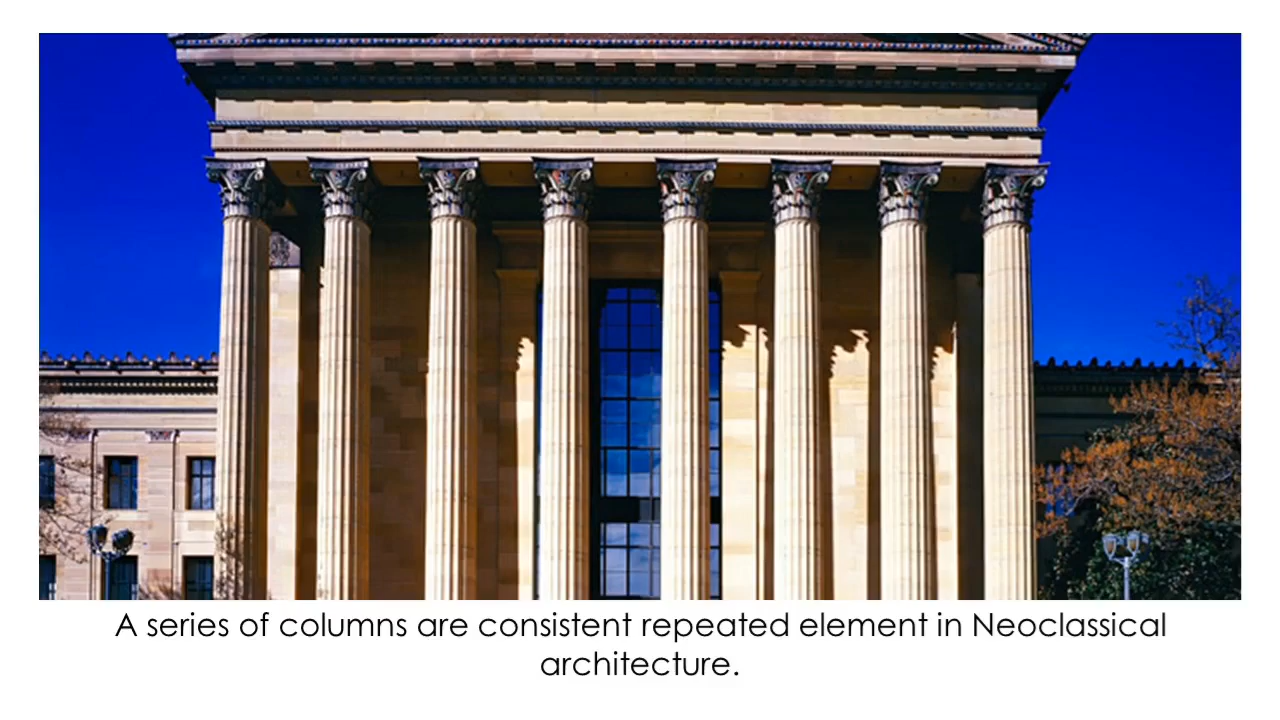 A series of columns are consistent repeated element in Neoclassical
architecture.